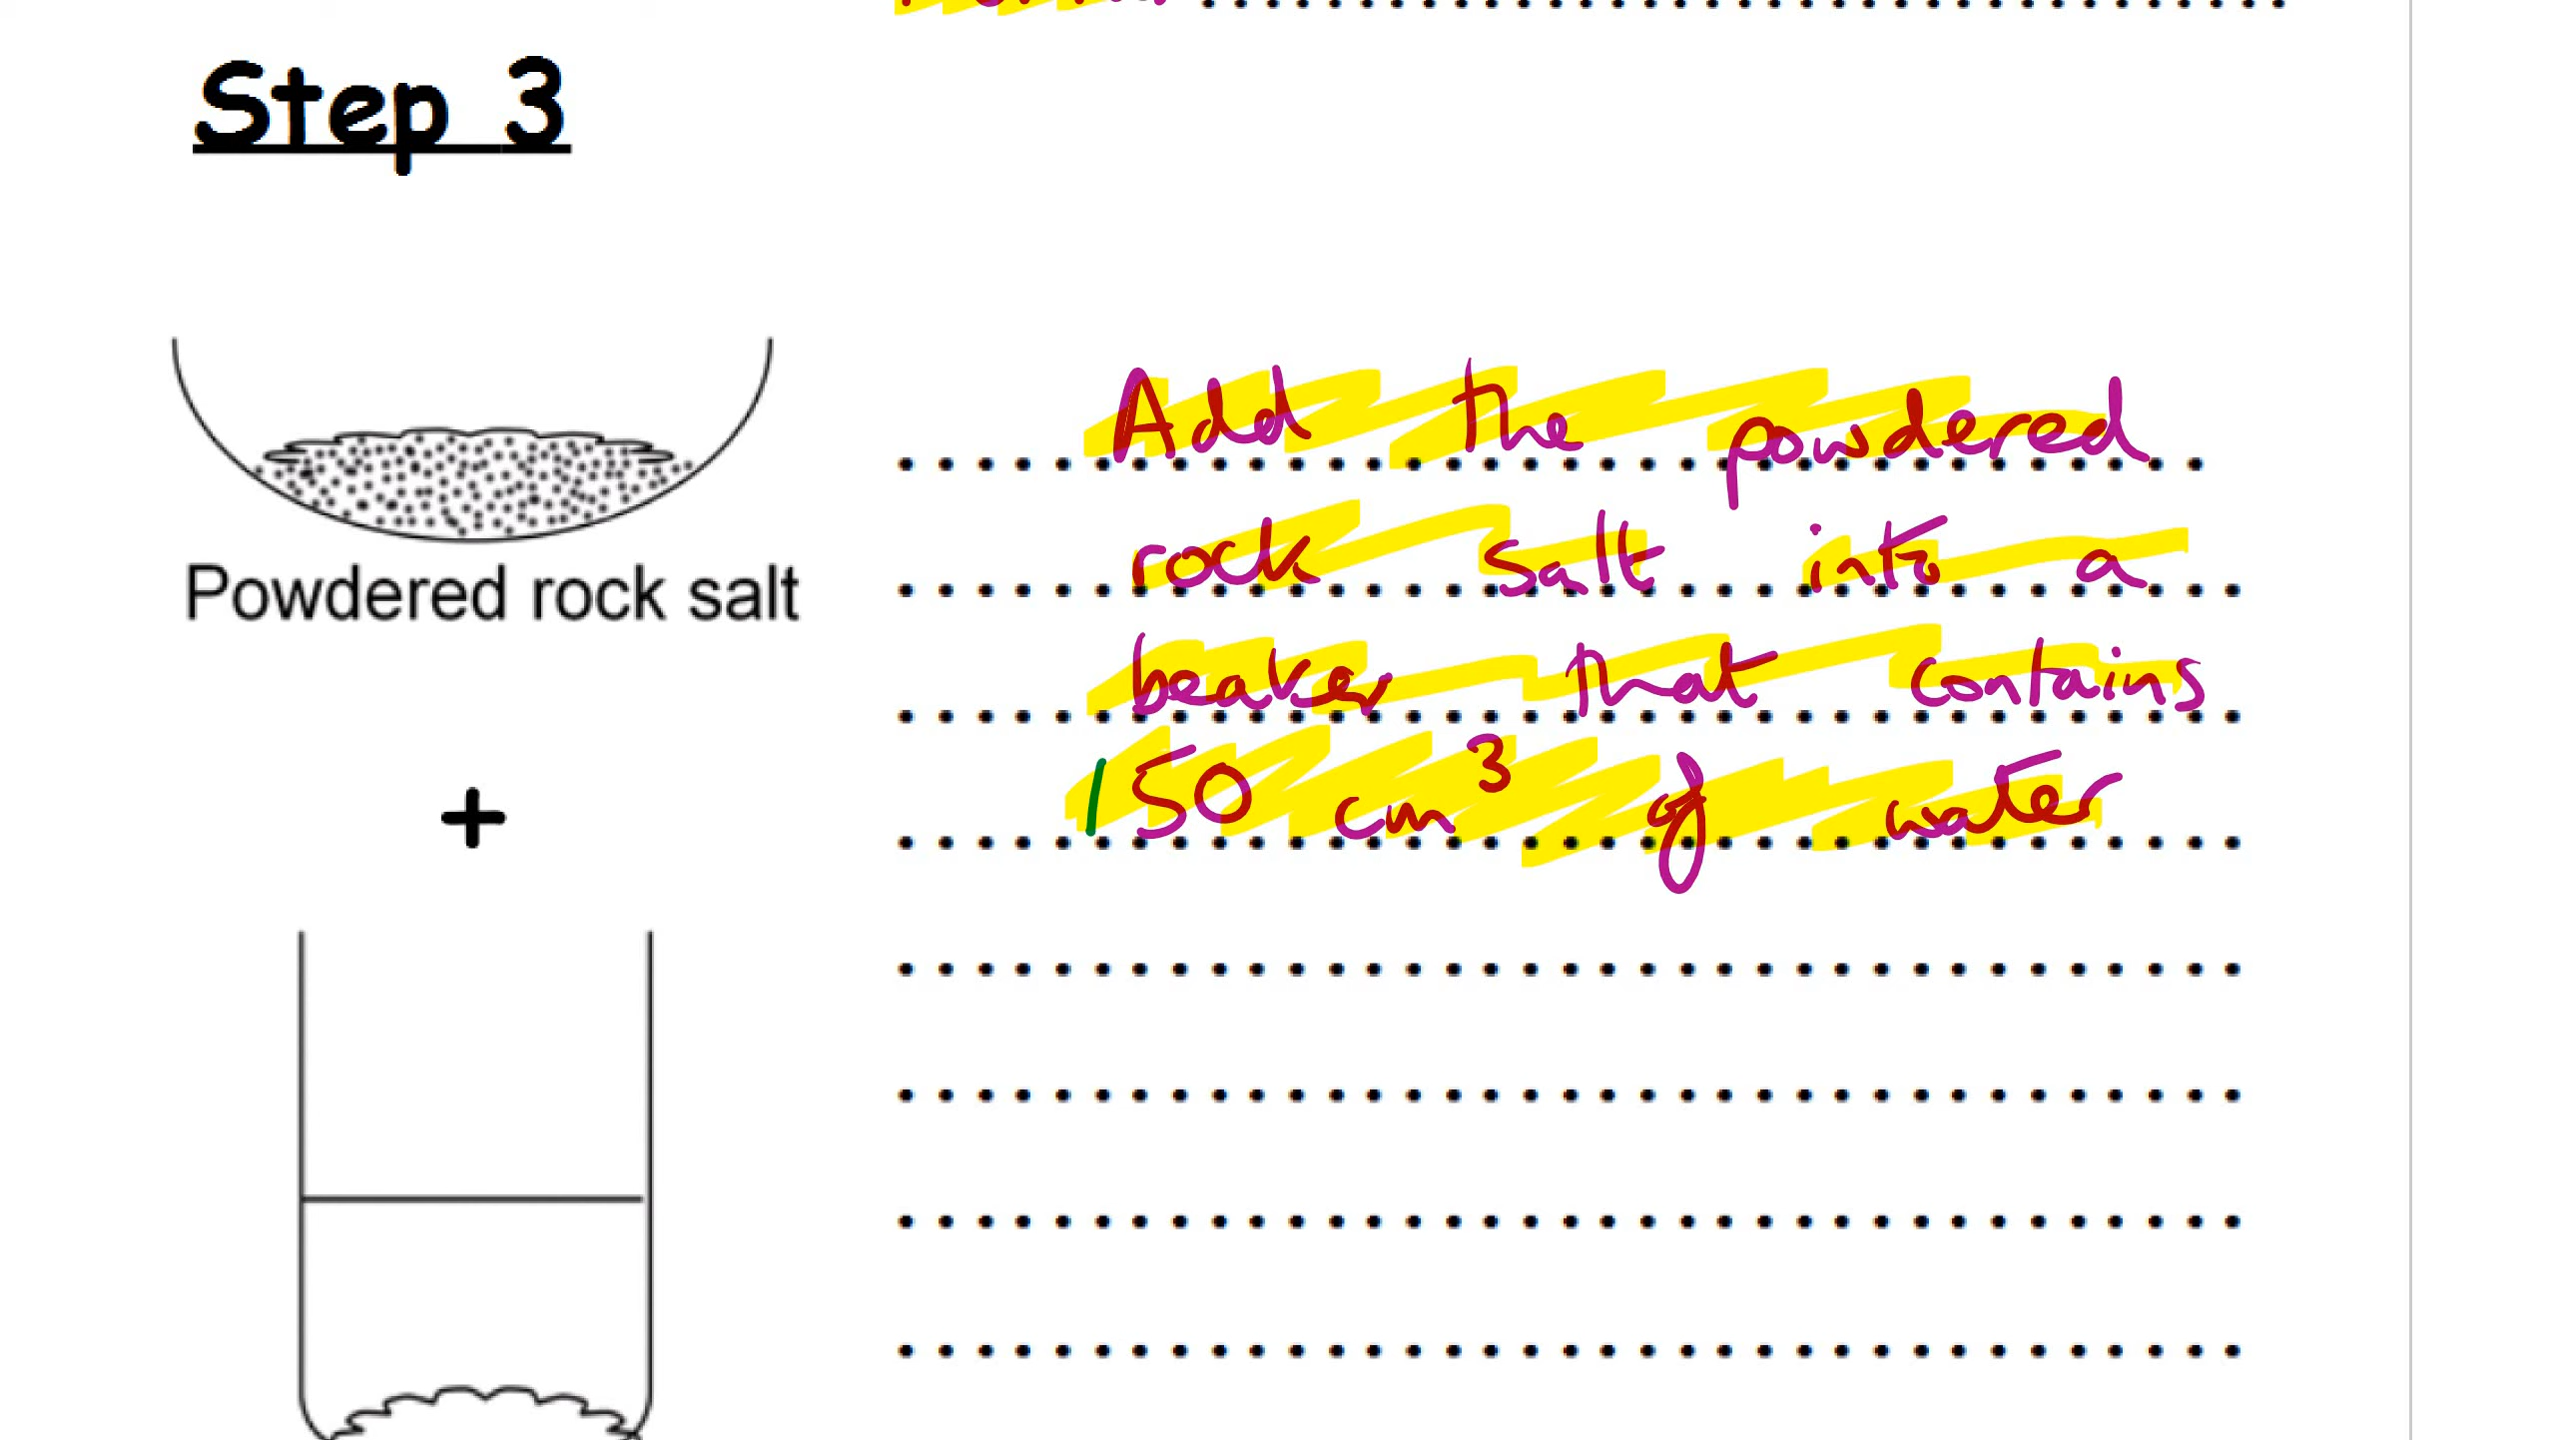 Step 3
Add the powdered
rock salt into a
Powdered rock salt
beaker that contains
150 cm³ of water
+